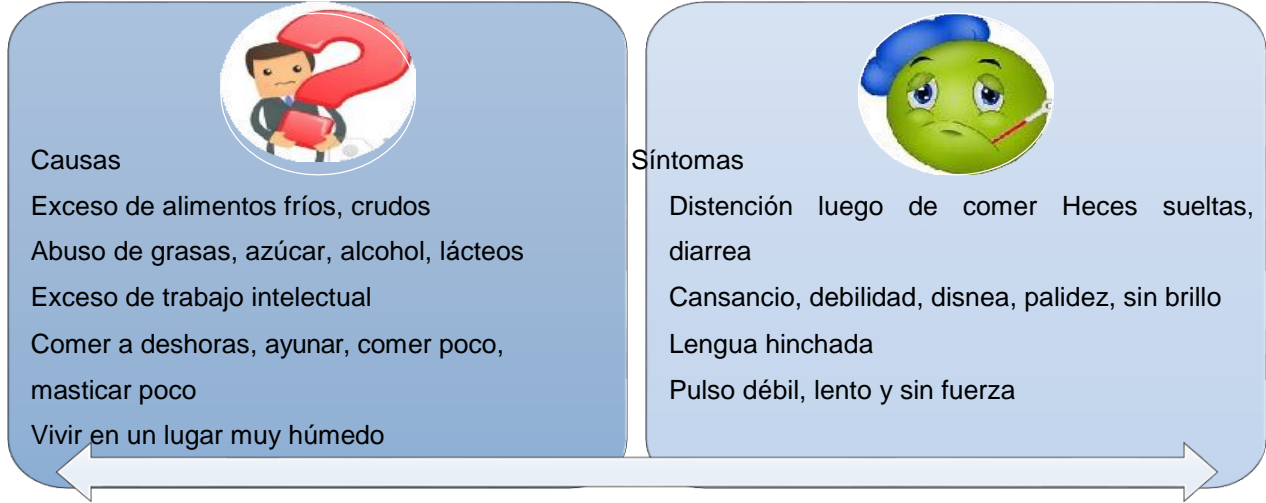 Causas
Exceso de alimentos fríos, crudos
Abuso de grasas, azúcar, alcohol, lácteos
Exceso de trabajo intelectual
Comer a deshoras, ayunar, comer poco,
masticar poco
Vivir en un lugar muy húmedo
Síntomas
Distención luego de comer Heces sueltas,
diarrea
Cansancio, debilidad, disnea, palidez, sin brillo
Lengua hinchada
Pulso débil, lento y sin fuerza